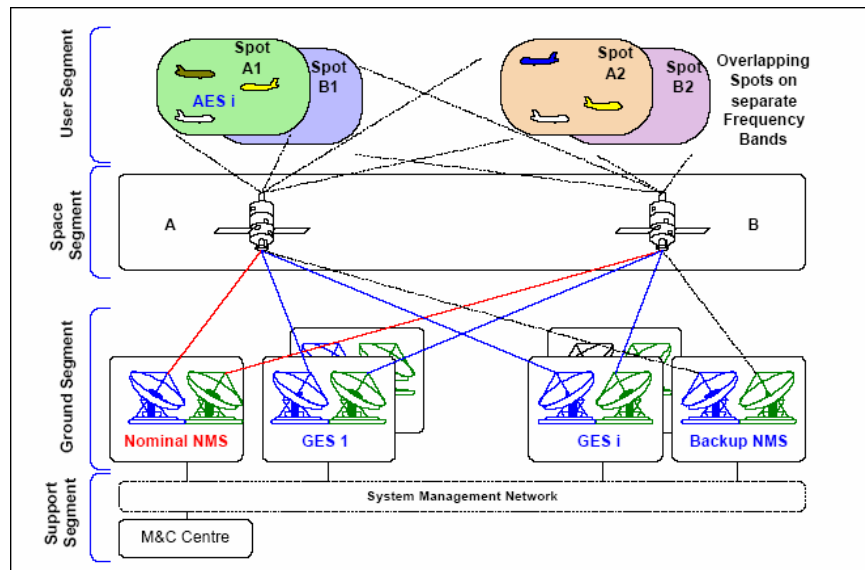 User Segment
Spot
A1
Spot
B1
AES i
Spot
A2
Spot
B2
Overlapping
Spots on
separate
Frequency
Bands
Space
Segment
A
B
Ground Segment
Nominal NMS
GES 1
GES i
Backup NMS
Support
Segment
System Management Network
M&C Centre